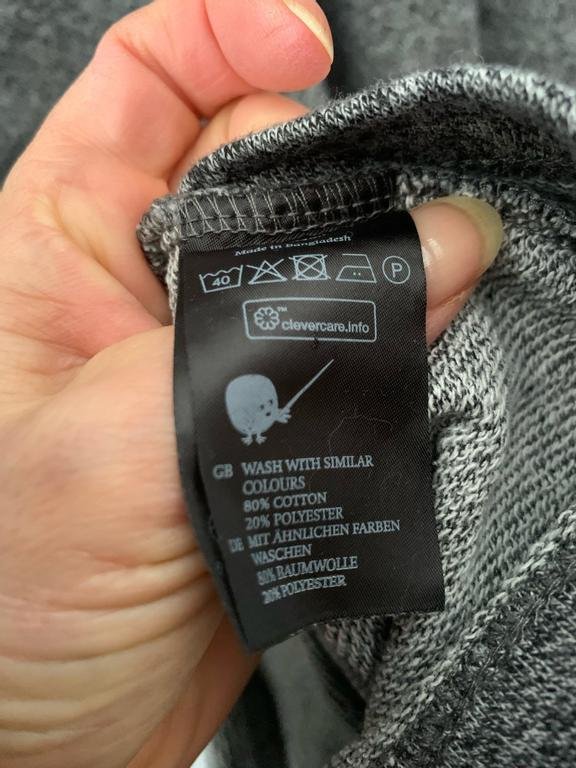 Made in Bangladesh
40 P
™
clevercare.info
GB WASH WITH SIMILAR
COLOURS
80% COTTON
20% POLYESTER
DE MIT ÄHNLICHEN FARBEN
WASCHEN
80% BAUMWOLLE
20% POLYESTER